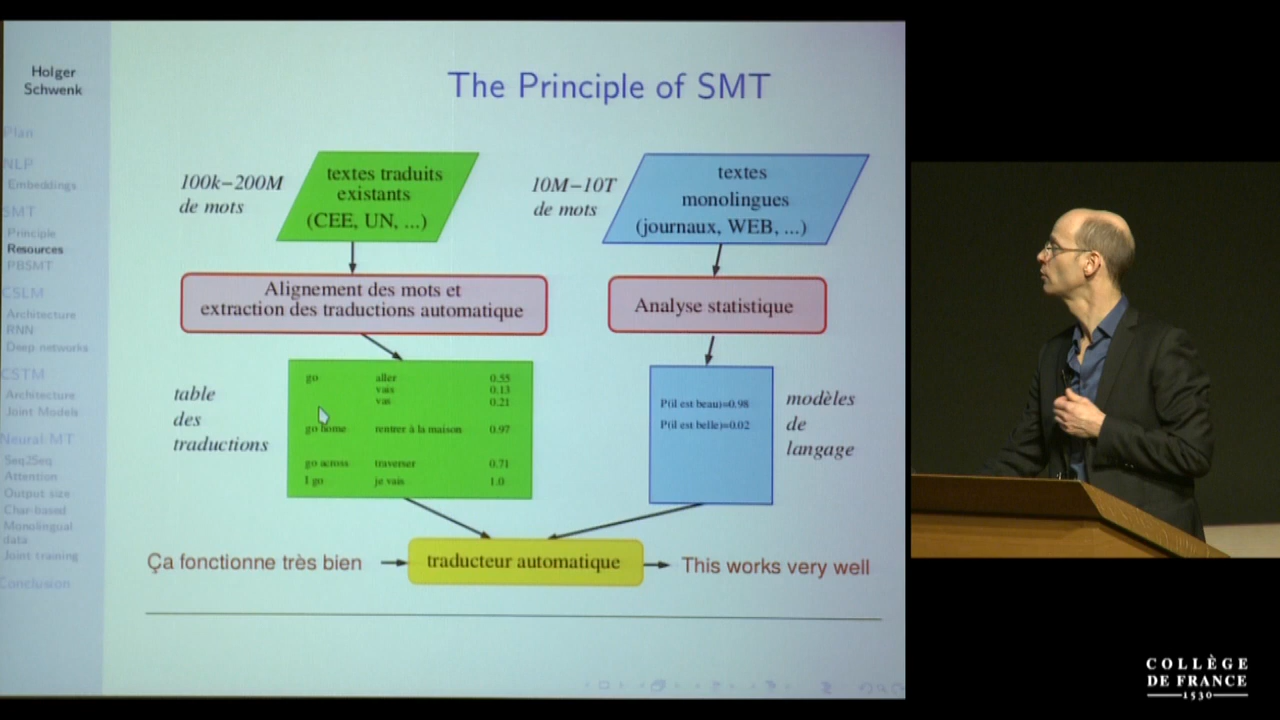 Holger
Schwenk
Plan
NLP
Embeddings
SMT
Principle
Resources
PBSMT
CSLM
Architecture
RNN
Deep networks
CSTM
Architecture
Joint Models
Neural MT
Seq2Seq
Attention
Output size
Char-based
Monolingual
data
Joint training
Conclusion
The Principle of SMT
100k–200M
de mots
textes traduits
existants
(CEE, UN, ...)
10M–10T
de mots
textes
monolingues
(journaux, WEB, ...)
Alignement des mots et
extraction des traductions automatique
Analyse statistique
table
des
traductions
go aller 0.55
vais 0.13
vas 0.21
go home rentrer à la maison 0.97
go across traverser 0.71
I go je vais 1.0
P(il est beau)=0.98
P(il est belle)=0.02
modèles
de
langage
Ça fonctionne très bien
traducteur automatique
This works very well
COLLÈGE
DE FRANCE
1530